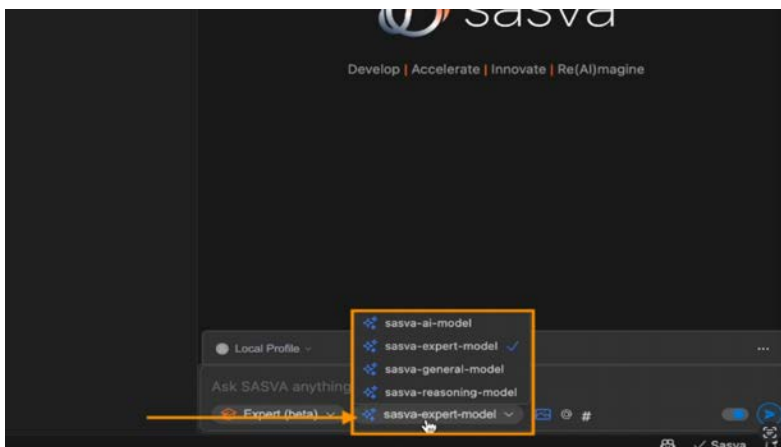 sasva
Develop | Accelerate | Innovate | Re(AI)magine
sasva-ai-model
sasva-expert-model
sasva-general-model
sasva-reasoning-model
Local Profile
...
Ask SASVA anything
Expert (beta)
sasva-expert-model
@ #
Sasva